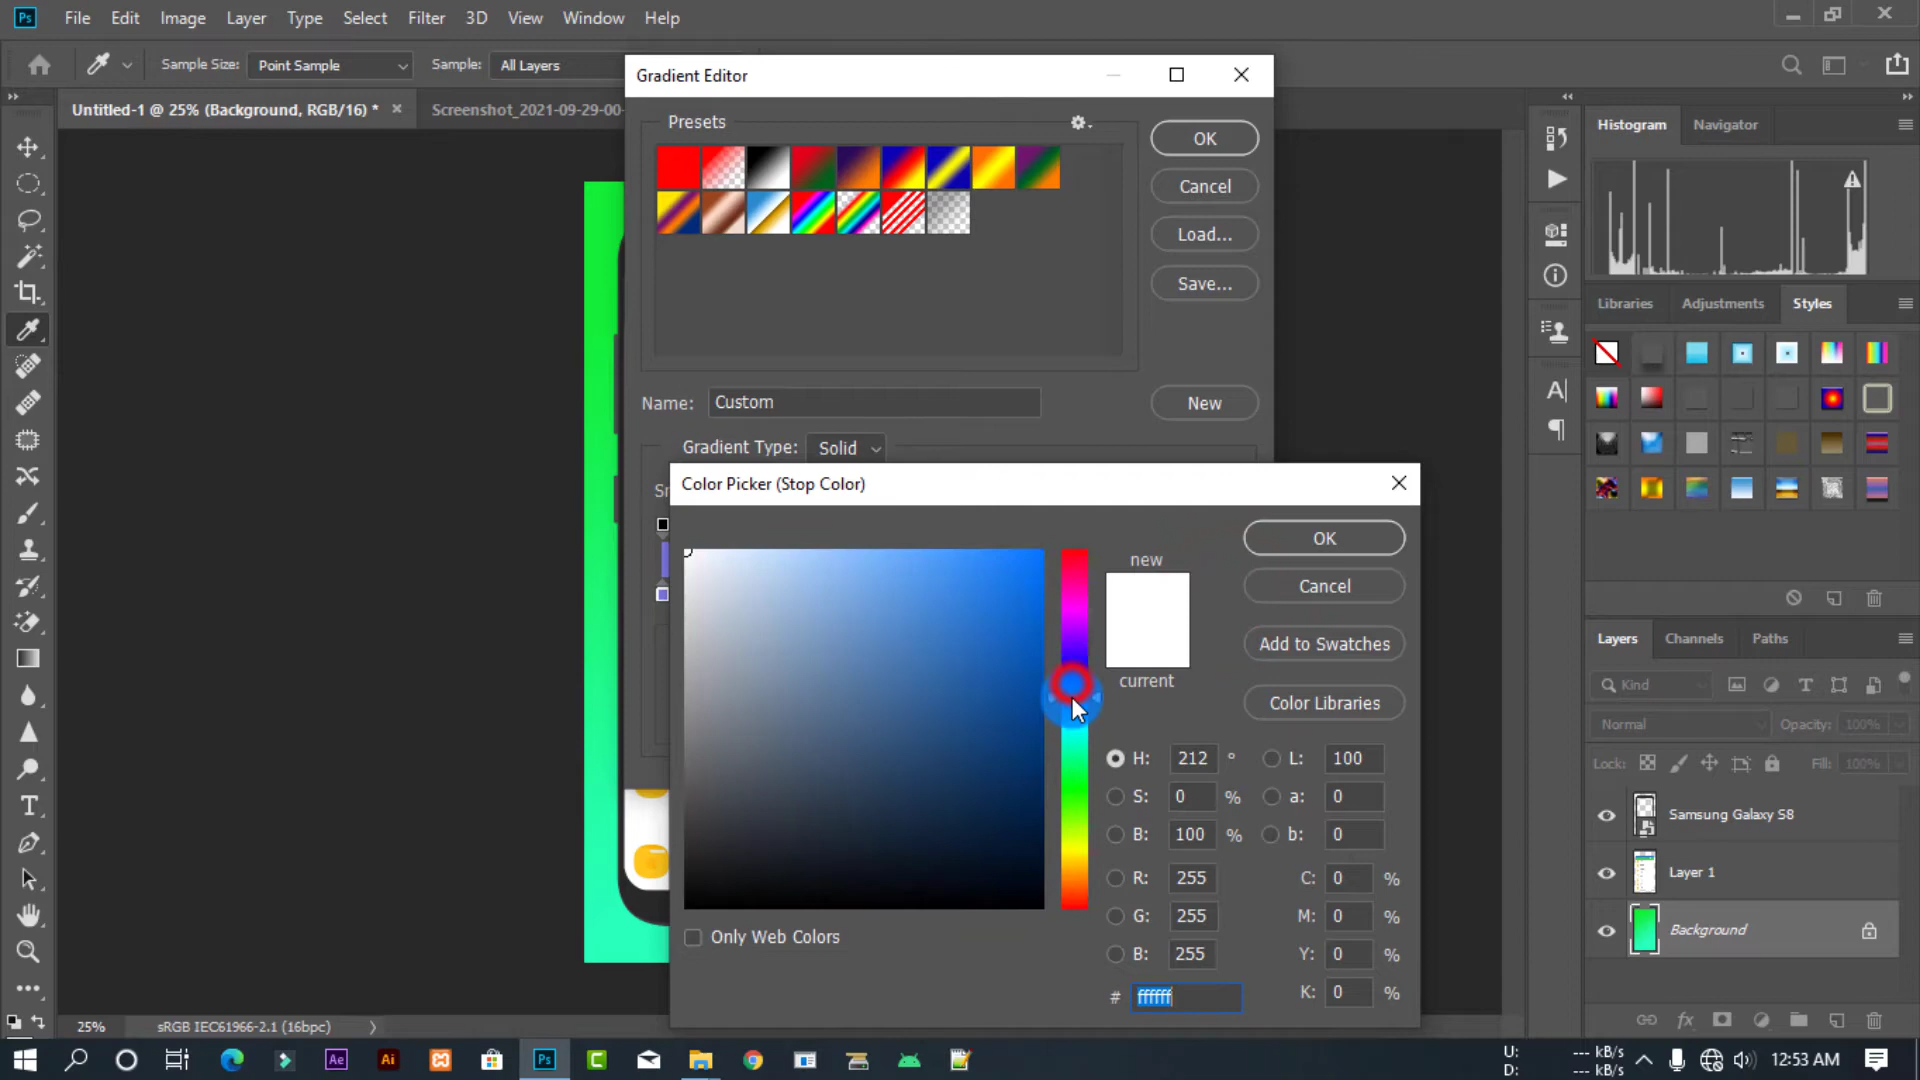 Ps File Edit Image Layer Type Select Filter 3D View Window Help
Sample Size: Point Sample Sample: All Layers
Untitled-1 @ 25% (Background, RGB/16) * Screenshot_2021-09-29-00-
Gradient Editor
Presets
OK
Cancel
Load...
Save...
Name: Custom New
Gradient Type: Solid
Color Picker (Stop Color)
new
current
OK
Cancel
Add to Swatches
Color Libraries
H: 212 ° L: 100
S: 0 % a: 0
B: 100 % b: 0
R: 255 C: 0 %
G: 255 M: 0 %
B: 255 Y: 0 %
# ffffff K: 0 %
Only Web Colors
Histogram Navigator
Libraries Adjustments Styles
Layers Channels Paths
Kind
Normal Opacity: 100%
Lock: Fill: 100%
Samsung Galaxy S8
Layer 1
Background
fx
25% sRGB IEC61966-2.1 (16bpc)
Ae Ai Ps C
U: --- kB/s
D: --- kB/s
12:53 AM